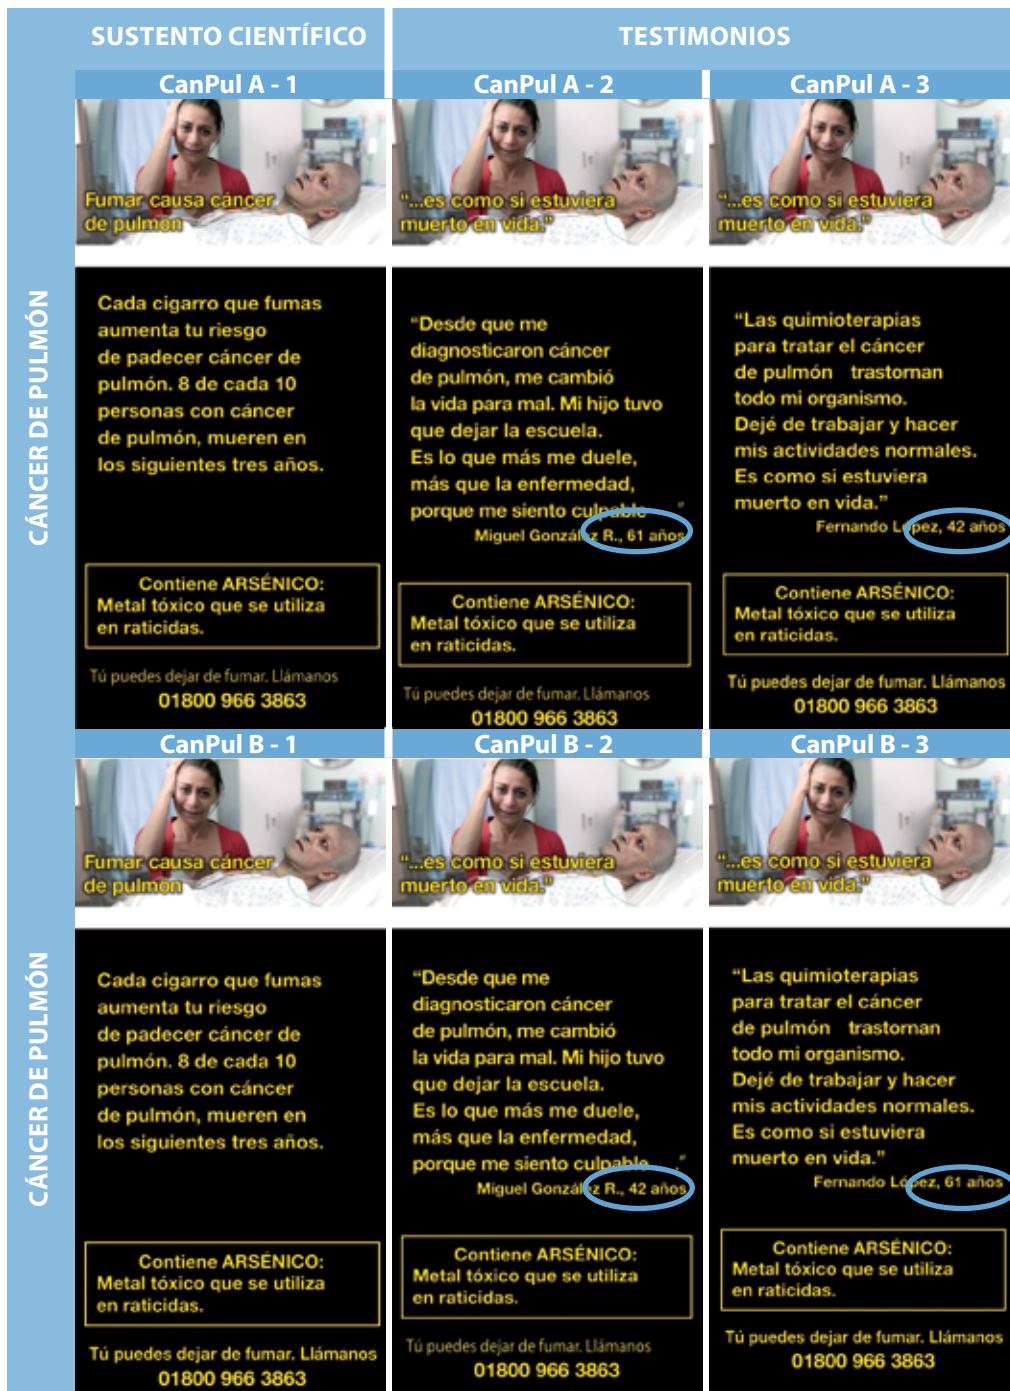 SUSTENTO CIENTÍFICO
TESTIMONIOS
CÁNCER DE PULMÓN
CanPul A - 1
Fumar causa cáncer
de pulmón
Cada cigarro que fumas
aumenta tu riesgo
de padecer cáncer de
pulmón. 8 de cada 10
personas con cáncer
de pulmón, mueren en
los siguientes tres años.
Contiene ARSÉNICO:
Metal tóxico que se utiliza
en raticidas.
Tú puedes dejar de fumar. Llámanos
01800 966 3863
CanPul A - 2
“...es como si estuviera
muerto en vida.”
“Desde que me
diagnosticaron cáncer
de pulmón, me cambió
la vida para mal. Mi hijo tuvo
que dejar la escuela.
Es lo que más me duele,
más que la enfermedad,
porque me siento culpable ”
Miguel González R., 61 años
Contiene ARSÉNICO:
Metal tóxico que se utiliza
en raticidas.
Tú puedes dejar de fumar. Llámanos
01800 966 3863
CanPul A - 3
“...es como si estuviera
muerto en vida.”
“Las quimioterapias
para tratar el cáncer
de pulmón trastornan
todo mi organismo.
Dejé de trabajar y hacer
mis actividades normales.
Es como si estuviera
muerto en vida.”
Fernando López, 42 años
Contiene ARSÉNICO:
Metal tóxico que se utiliza
en raticidas.
Tú puedes dejar de fumar. Llámanos
01800 966 3863
CÁNCER DE PULMÓN
CanPul B - 1
Fumar causa cáncer
de pulmón
Cada cigarro que fumas
aumenta tu riesgo
de padecer cáncer de
pulmón. 8 de cada 10
personas con cáncer
de pulmón, mueren en
los siguientes tres años.
Contiene ARSÉNICO:
Metal tóxico que se utiliza
en raticidas.
Tú puedes dejar de fumar. Llámanos
01800 966 3863
CanPul B - 2
“...es como si estuviera
muerto en vida.”
“Desde que me
diagnosticaron cáncer
de pulmón, me cambió
la vida para mal. Mi hijo tuvo
que dejar la escuela.
Es lo que más me duele,
más que la enfermedad,
porque me siento culpable .”
Miguel González R., 42 años
Contiene ARSÉNICO:
Metal tóxico que se utiliza
en raticidas.
Tú puedes dejar de fumar. Llámanos
01800 966 3863
CanPul B - 3
“...es como si estuviera
muerto en vida.”
“Las quimioterapias
para tratar el cáncer
de pulmón trastornan
todo mi organismo.
Dejé de trabajar y hacer
mis actividades normales.
Es como si estuviera
muerto en vida.”
Fernando López, 61 años
Contiene ARSÉNICO:
Metal tóxico que se utiliza
en raticidas.
Tú puedes dejar de fumar. Llámanos
01800 966 3863